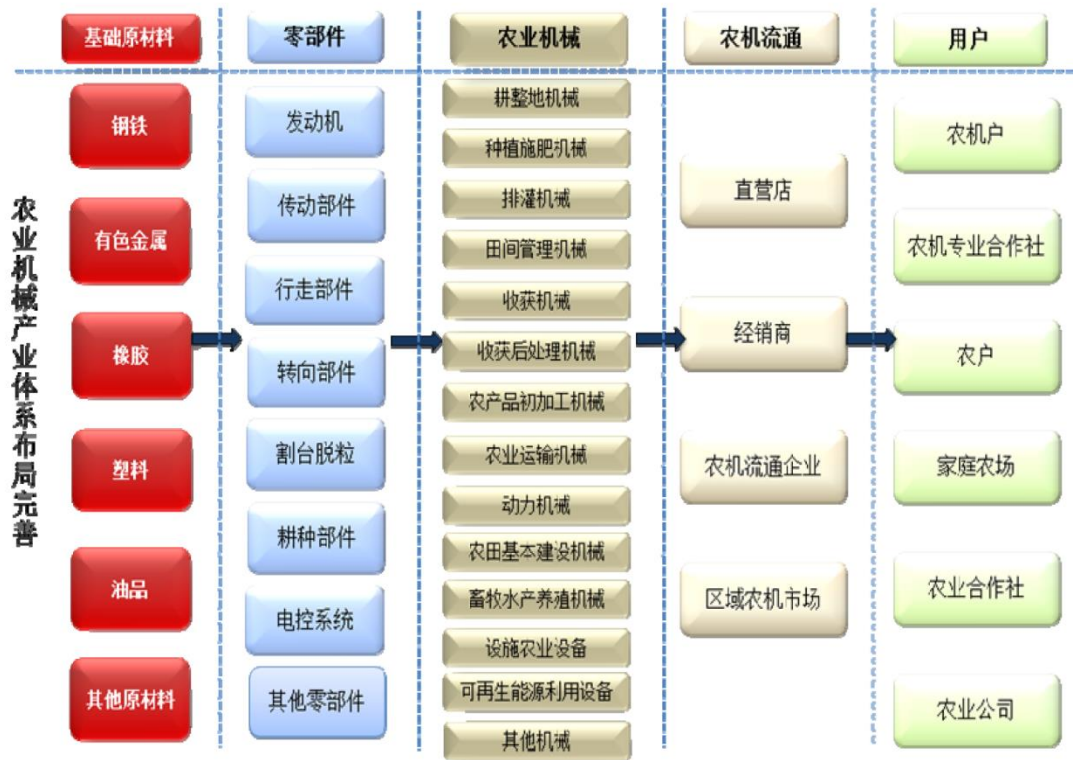 基础原材料
零部件
农业机械
农机流通
用户
农业机械产业体系布局完善
钢铁
有色金属
橡胶
塑料
油品
其他原材料
发动机
传动部件
行走部件
转向部件
割台脱粒
耕种部件
电控系统
其他零部件
耕整地机械
种植施肥机械
排灌机械
田间管理机械
收获机械
收获后处理机械
农产品初加工机械
农业运输机械
动力机械
农田基本建设机械
畜牧水产养殖机械
设施农业设备
可再生能源利用设备
其他机械
直营店
经销商
农机流通企业
区域农机市场
农机户
农机专业合作社
农户
家庭农场
农业合作社
农业公司